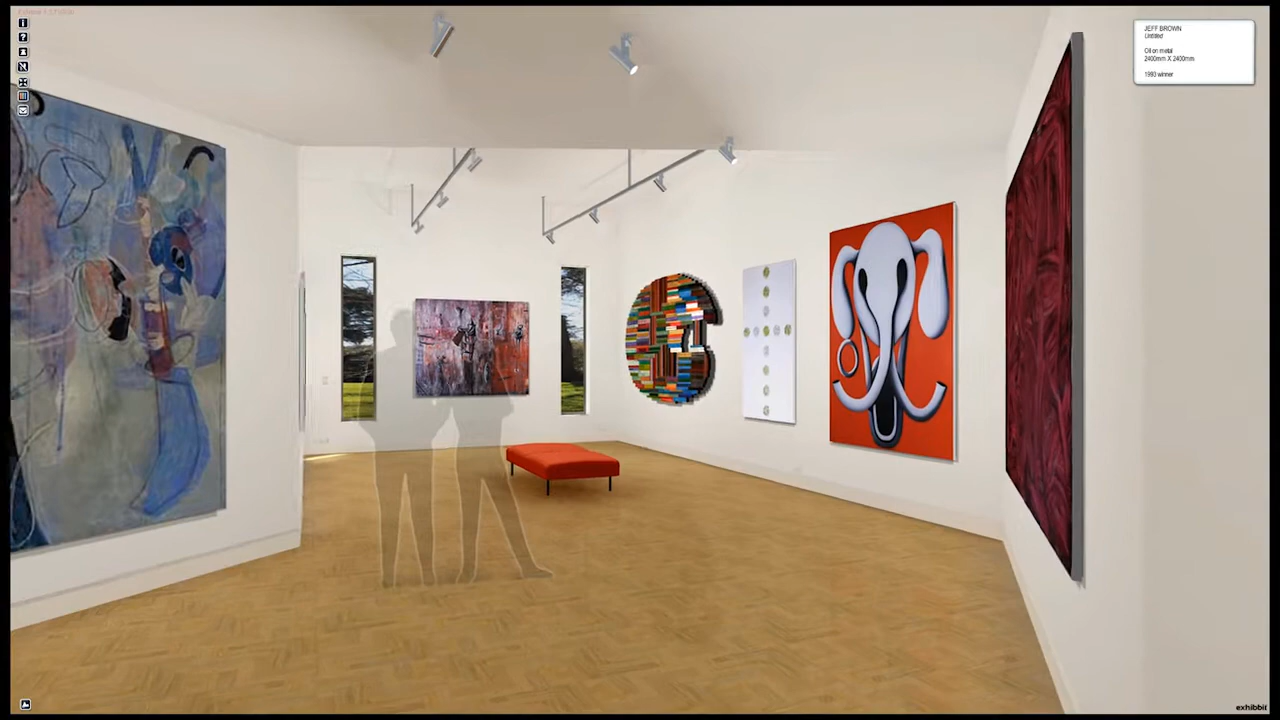 JEFF BROWN
Untitled
Oil on metal
2400mm X 2400mm
1993 winner
exhibbit